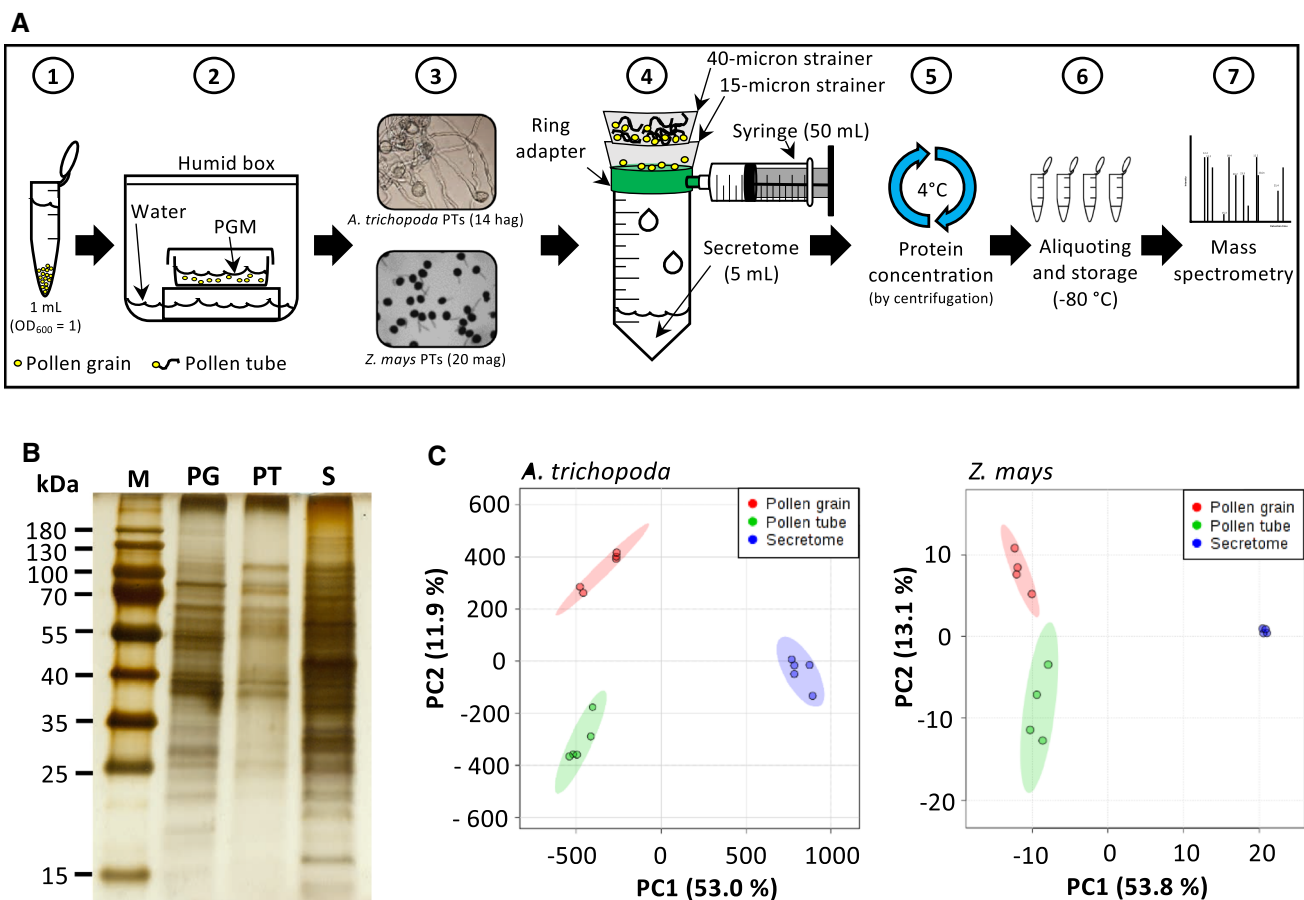 A
1
2
3
4
5
6
7
40-micron strainer
15-micron strainer
Ring
adapter
Syringe (50 mL)
Humid box
Water
PGM
4°C
A. trichopoda PTs (14 hag)
Secretome
(5 mL)
Protein
concentration
(by centrifugation)
Aliquoting
and storage
(-80 °C)
Mass
spectrometry
1 mL
(OD600 = 1)
Z. mays PTs (20 mag)
Pollen grain
Pollen tube
B
kDa
M
PG
PT
S
180
130
100
70
55
40
35
25
15
C
A. trichopoda
Pollen grain
Pollen tube
Secretome
PC2 (11.9 %)
600
400
200
0
-200
- 400
- 600
-500
0
500
1000
PC1 (53.0 %)
Z. mays
Pollen grain
Pollen tube
Secretome
PC2 (13.1 %)
10
0
-10
-20
-10
0
10
20
PC1 (53.8 %)